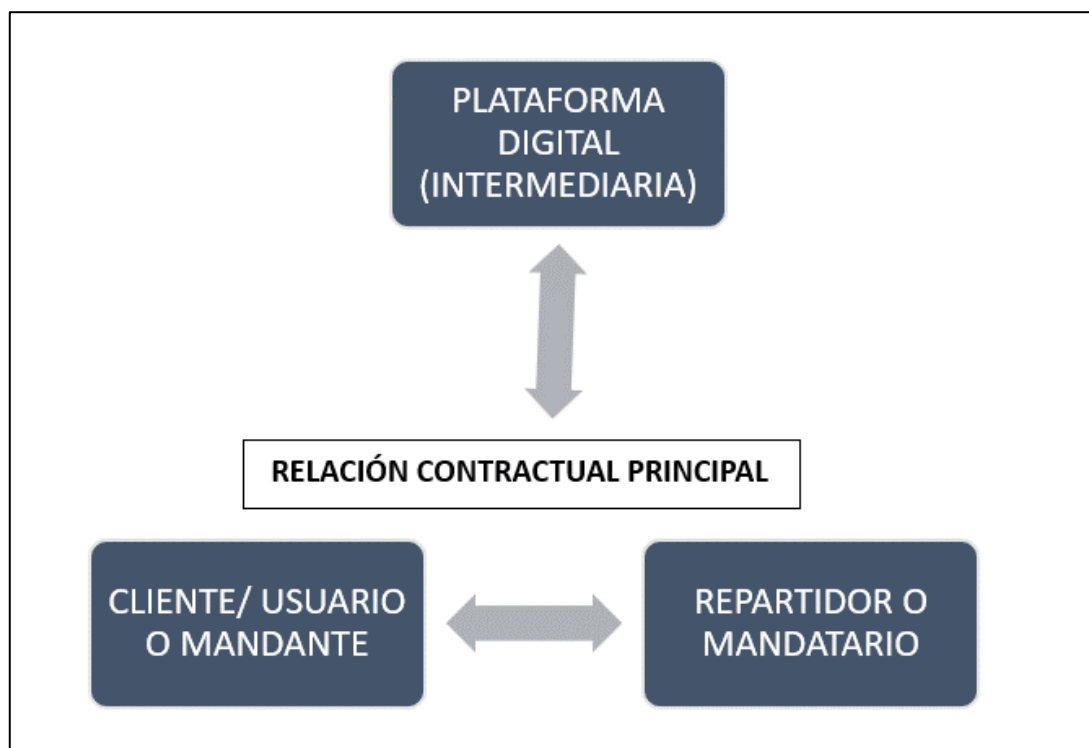 PLATAFORMA
DIGITAL
(INTERMEDIARIA)
RELACIÓN CONTRACTUAL PRINCIPAL
CLIENTE/ USUARIO
O MANDANTE
REPARTIDOR O
MANDATARIO